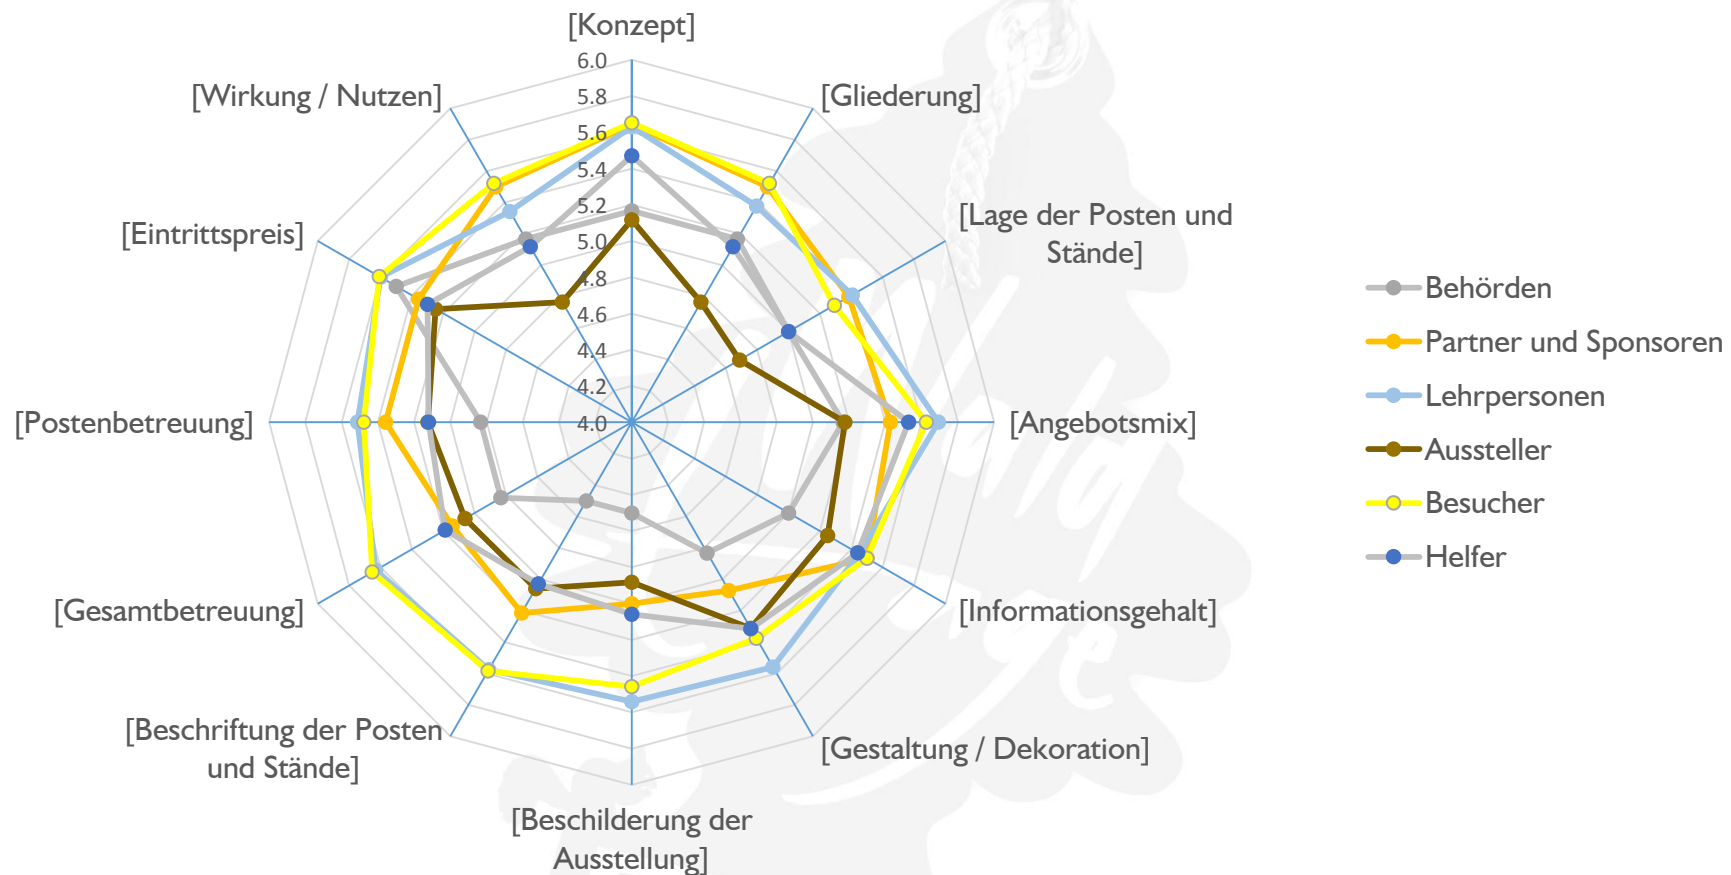 [Konzept]
[Wirkung / Nutzen]
[Gliederung]
[Eintrittspreis]
[Lage der Posten und
Stände]
[Postenbetreuung]
[Angebotsmix]
[Gesamtbetreuung]
[Informationsgehalt]
[Beschriftung der Posten
und Stände]
[Gestaltung / Dekoration]
[Beschilderung der
Ausstellung]
6.0
5.8
5.6
5.4
5.2
5.0
4.8
4.6
4.4
4.2
4.0
Behörden
Partner und Sponsoren
Lehrpersonen
Aussteller
Besucher
Helfer